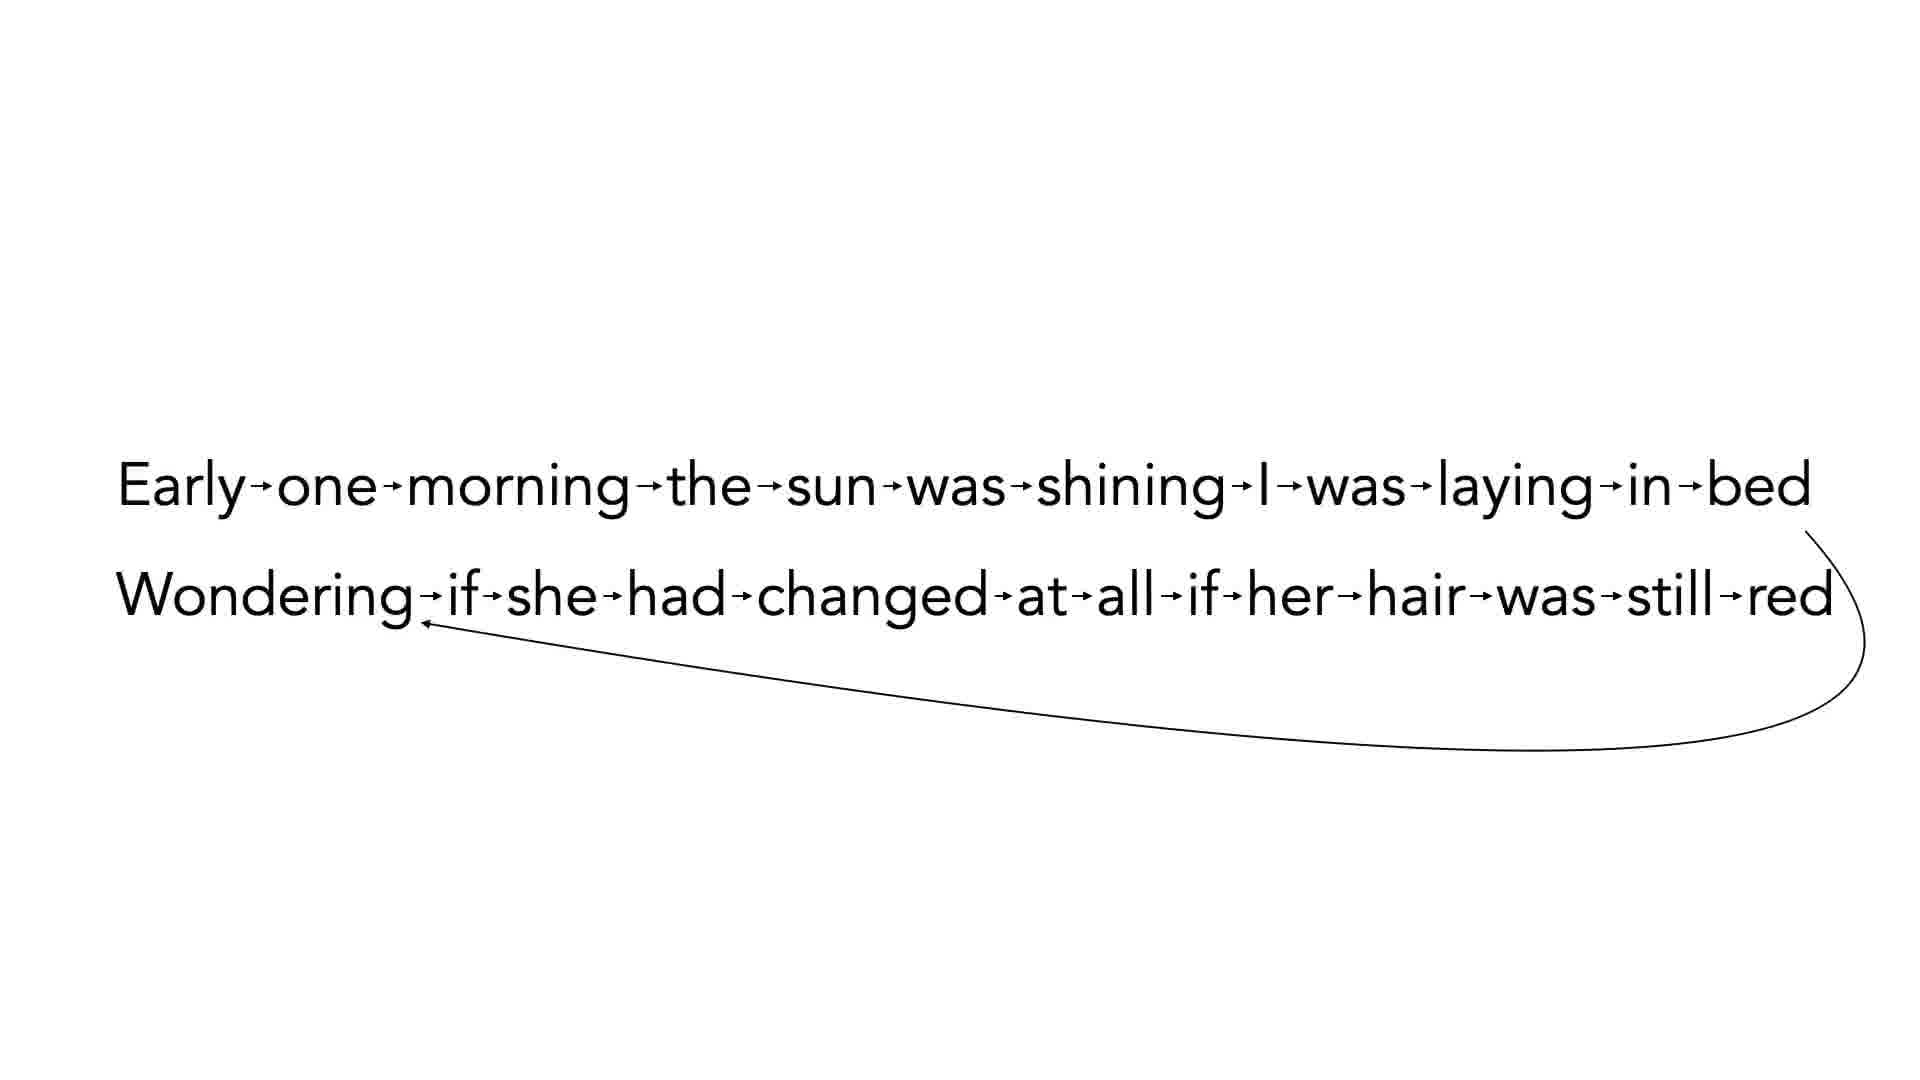 Early→one→morning→the→sun→was→shining→I→was→laying→in→bed
Wondering→if→she→had→changed→at→all→if→her→hair→was→still→red